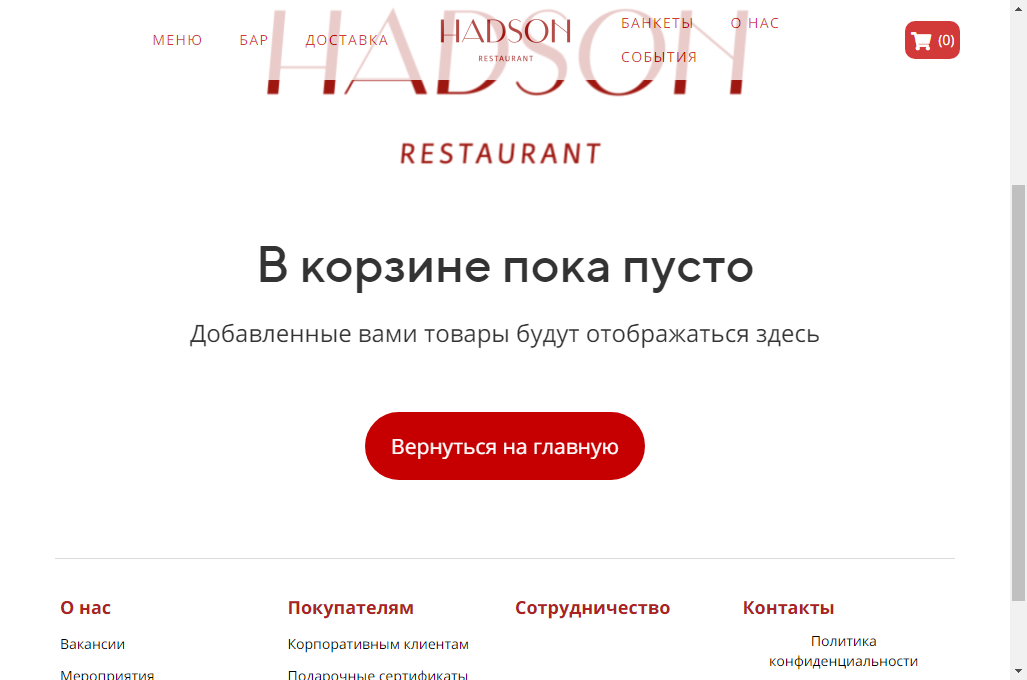 HADSON
МЕНЮ БАР ДОСТАВКА
HADSON
RESTAURANT
БАНКЕТЫ О НАС
СОБЫТИЯ
(0)
RESTAURANT
В корзине пока пусто
Добавленные вами товары будут отображаться здесь
Вернуться на главную
О нас
Вакансии
Мероприятия
Покупателям
Корпоративным клиентам
Подарочные сертификаты
Сотрудничество
Контакты
Политика
конфиденциальности